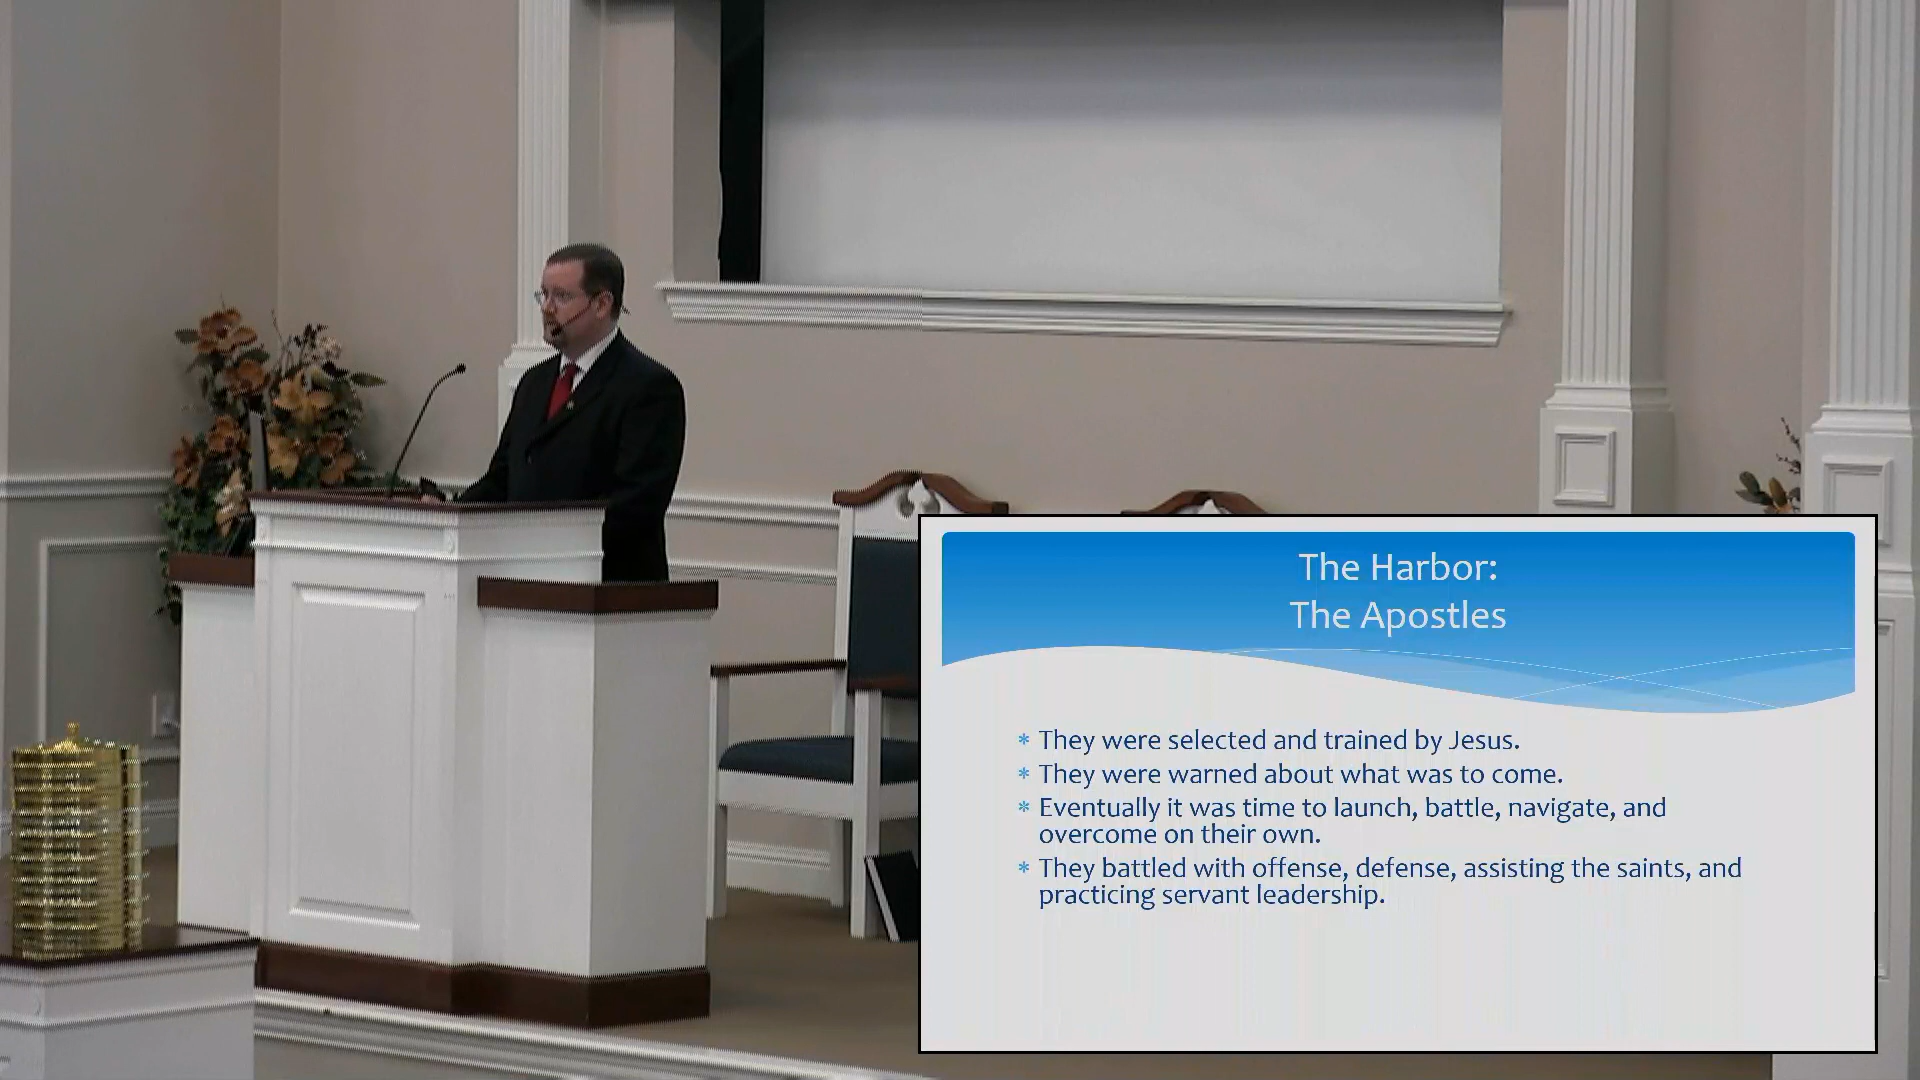 The Harbor:
The Apostles
* They were selected and trained by Jesus.
* They were warned about what was to come.
* Eventually it was time to launch, battle, navigate, and
overcome on their own.
* They battled with offense, defense, assisting the saints, and
practicing servant leadership.